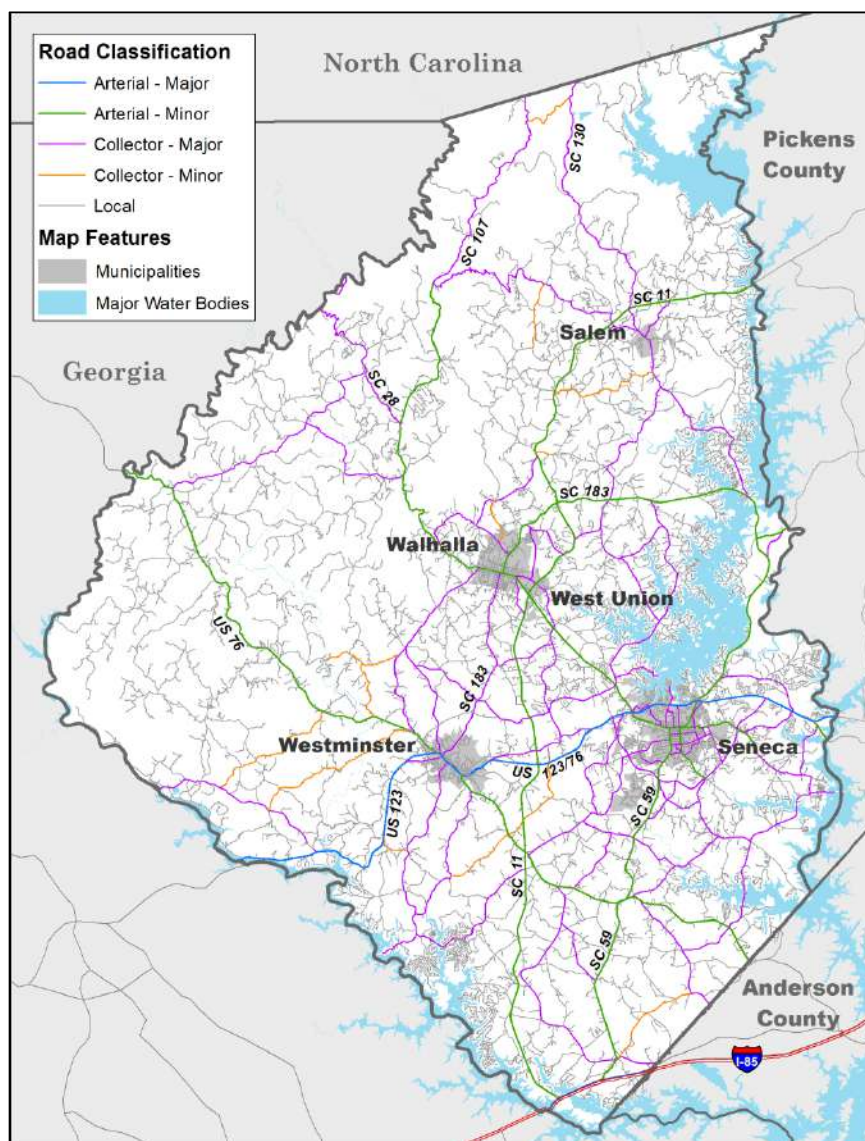 Road Classification
Arterial - Major
Arterial - Minor
Collector - Major
Collector - Minor
Local
Map Features
Municipalities
Major Water Bodies
North Carolina
Pickens
County
SC 130
SC 107
SC 11
Salem
Georgia
SC 28
SC 183
Walhalla
West Union
US 76
SC 183
Westminster
Seneca
US 123/76
US 123
SC 59
SC 11
SC 59
Anderson
County
I-85